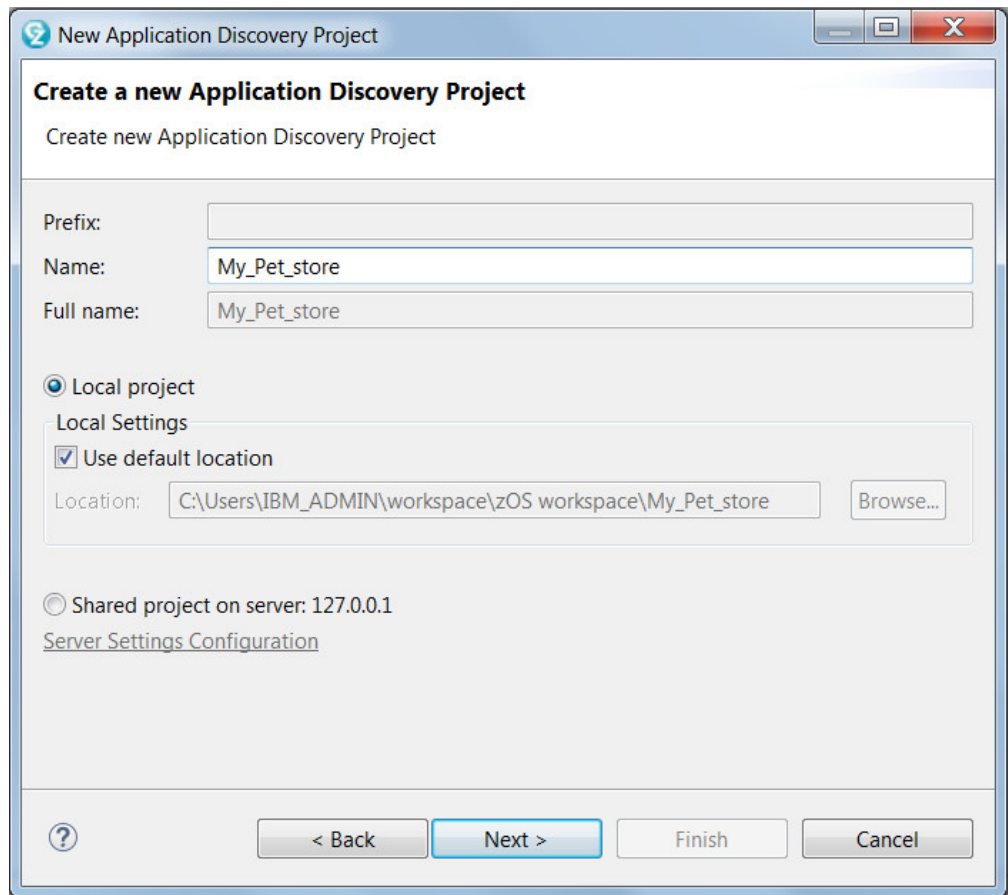 New Application Discovery Project
Create a new Application Discovery Project
Create new Application Discovery Project
Prefix:
Name: My_Pet_store
Full name: My_Pet_store
Local project
Local Settings
Use default location
Location: C:\Users\IBM_ADMIN\workspace\zOS workspace\My_Pet_store Browse...
Shared project on server: 127.0.0.1
Server Settings Configuration
? < Back Next > Finish Cancel